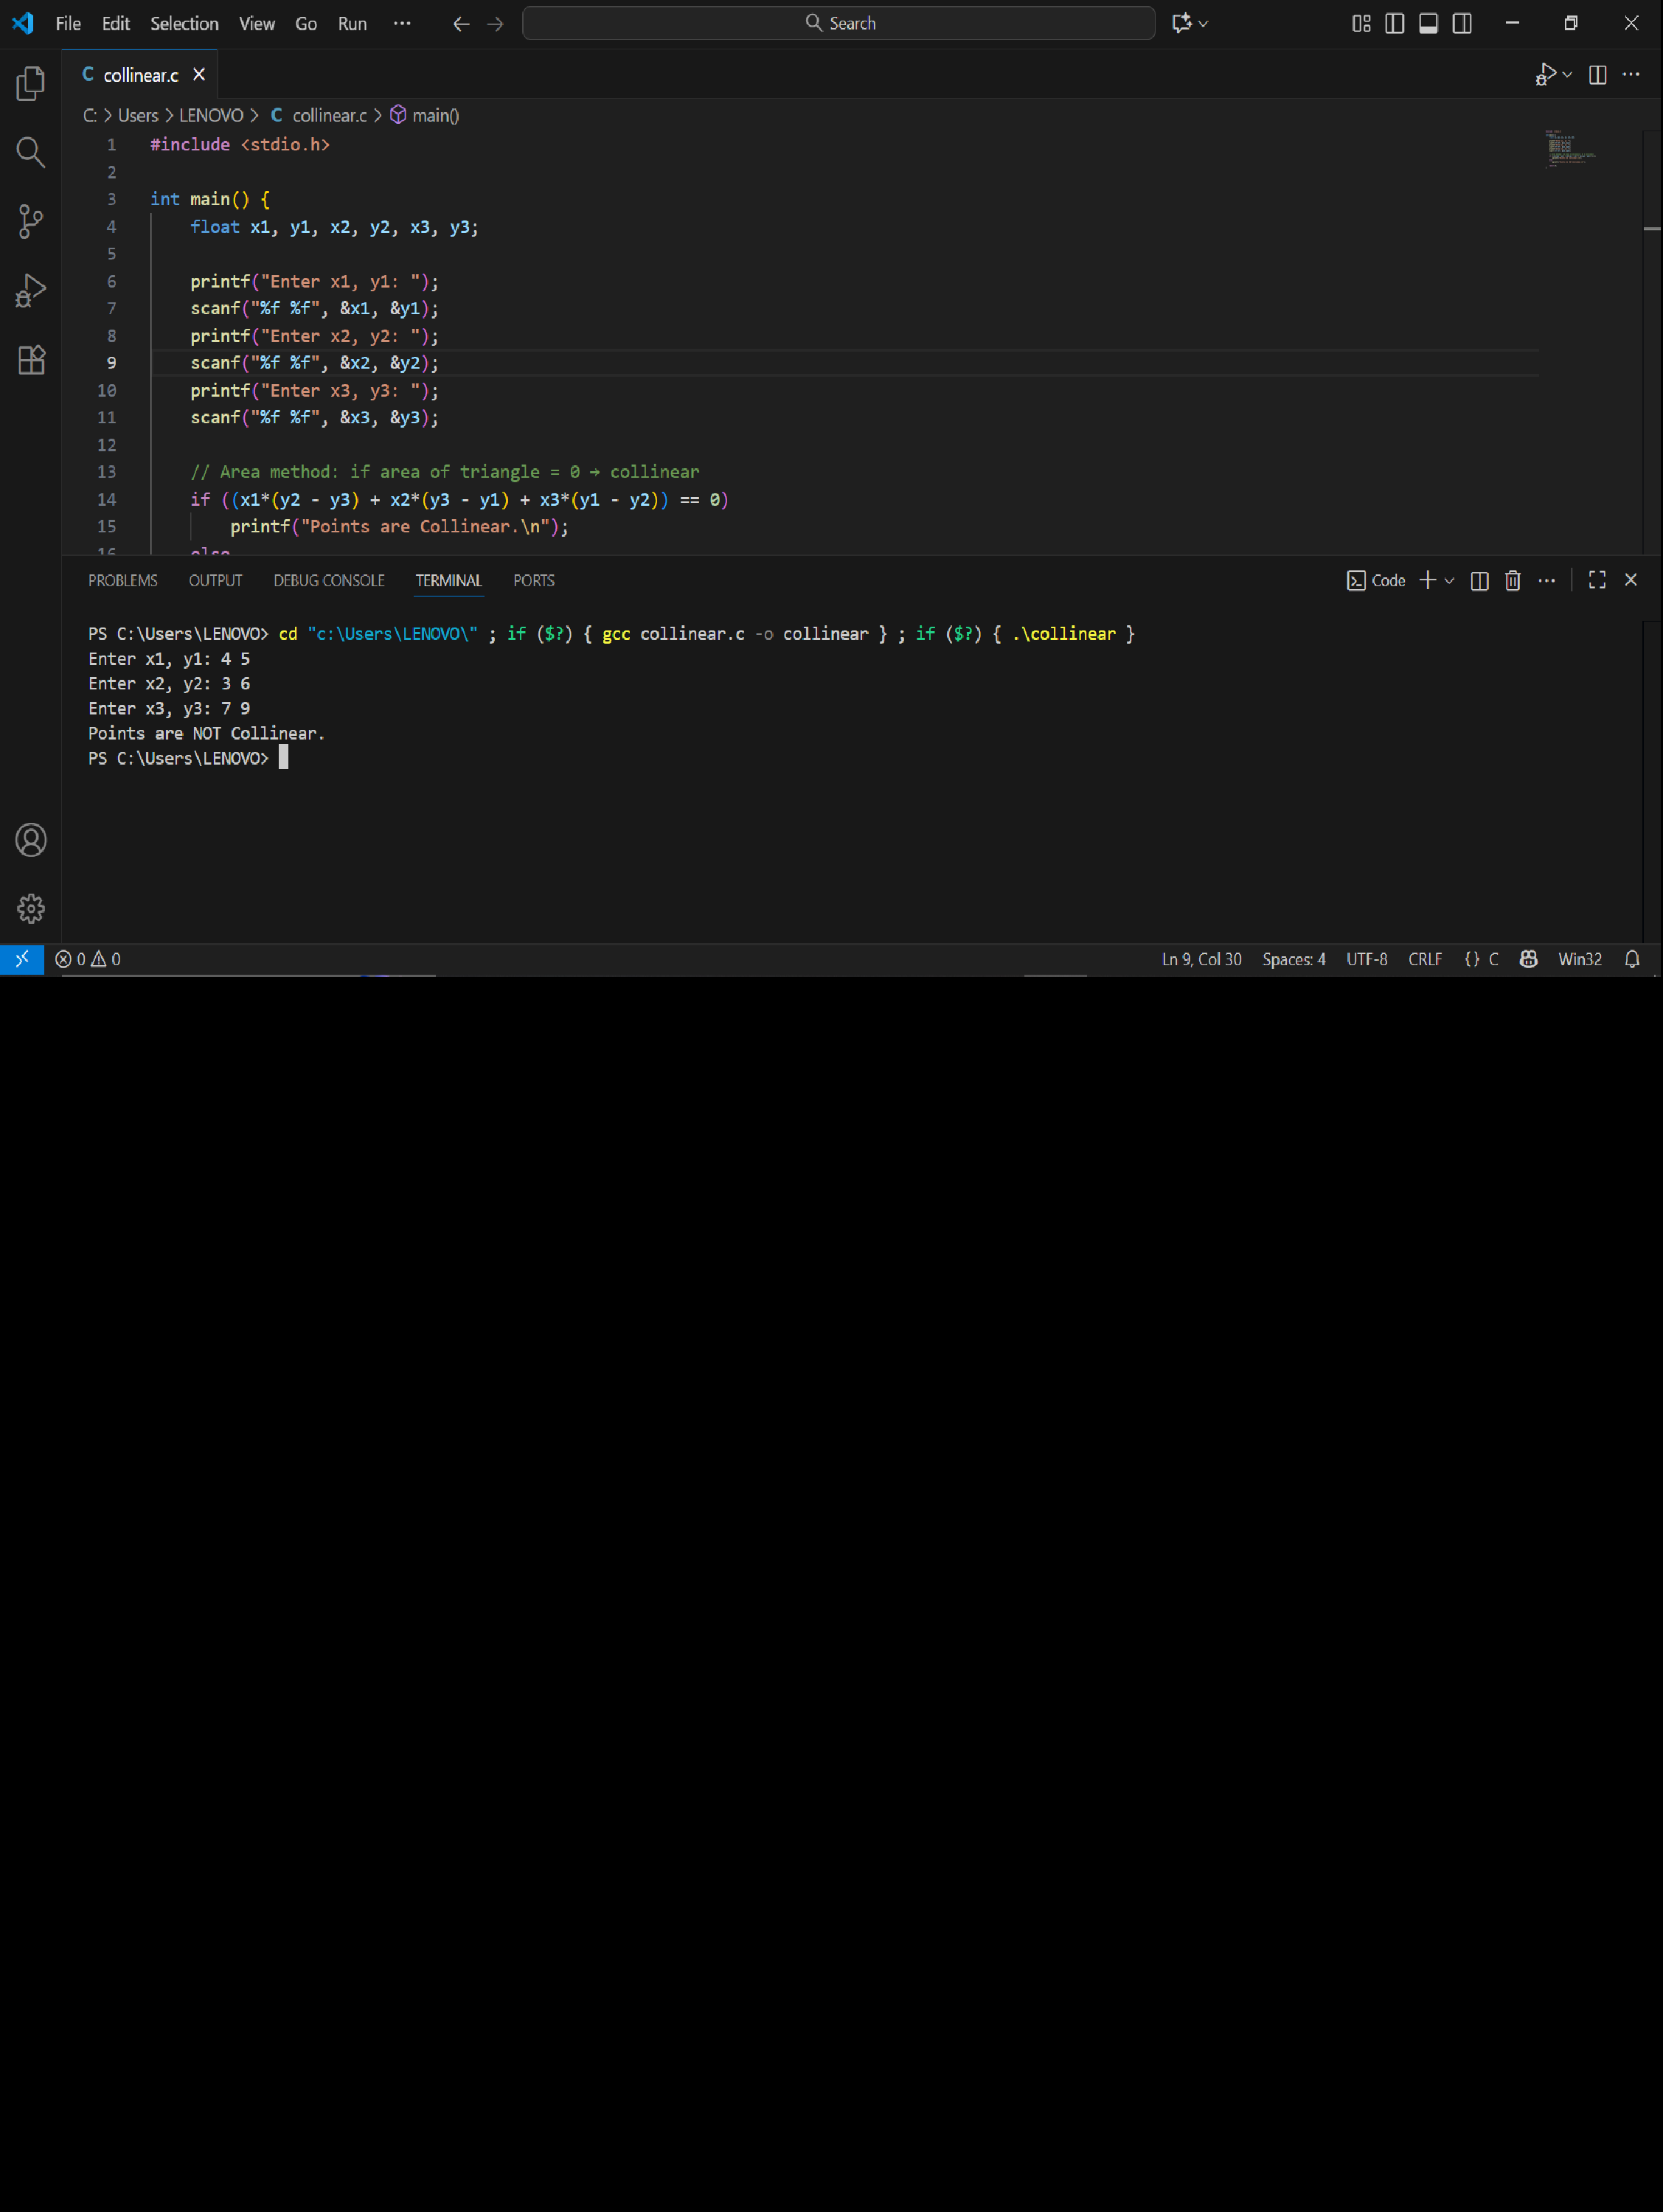 File Edit Selection View Go Run ··· Search
collinear.c
C: > Users > LENOVO > C collinear.c > main()
1 #include <stdio.h>
2
3 int main() {
4 float x1, y1, x2, y2, x3, y3;
5
6 printf("Enter x1, y1: ");
7 scanf("%f %f", &x1, &y1);
8 printf("Enter x2, y2: ");
9 scanf("%f %f", &x2, &y2);
10 printf("Enter x3, y3: ");
11 scanf("%f %f", &x3, &y3);
12
13 // Area method: if area of triangle = 0 → collinear
14 if ((x1*(y2 - y3) + x2*(y3 - y1) + x3*(y1 - y2)) == 0)
15 printf("Points are Collinear.\n");
16 else
PROBLEMS OUTPUT DEBUG CONSOLE TERMINAL PORTS Code
PS C:\Users\LENOVO> cd "c:\Users\LENOVO\" ; if ($?) { gcc collinear.c -o collinear } ; if ($?) { .\collinear }
Enter x1, y1: 4 5
Enter x2, y2: 3 6
Enter x3, y3: 7 9
Points are NOT Collinear.
PS C:\Users\LENOVO>
0 0 Ln 9, Col 30 Spaces: 4 UTF-8 CRLF {} C Win32